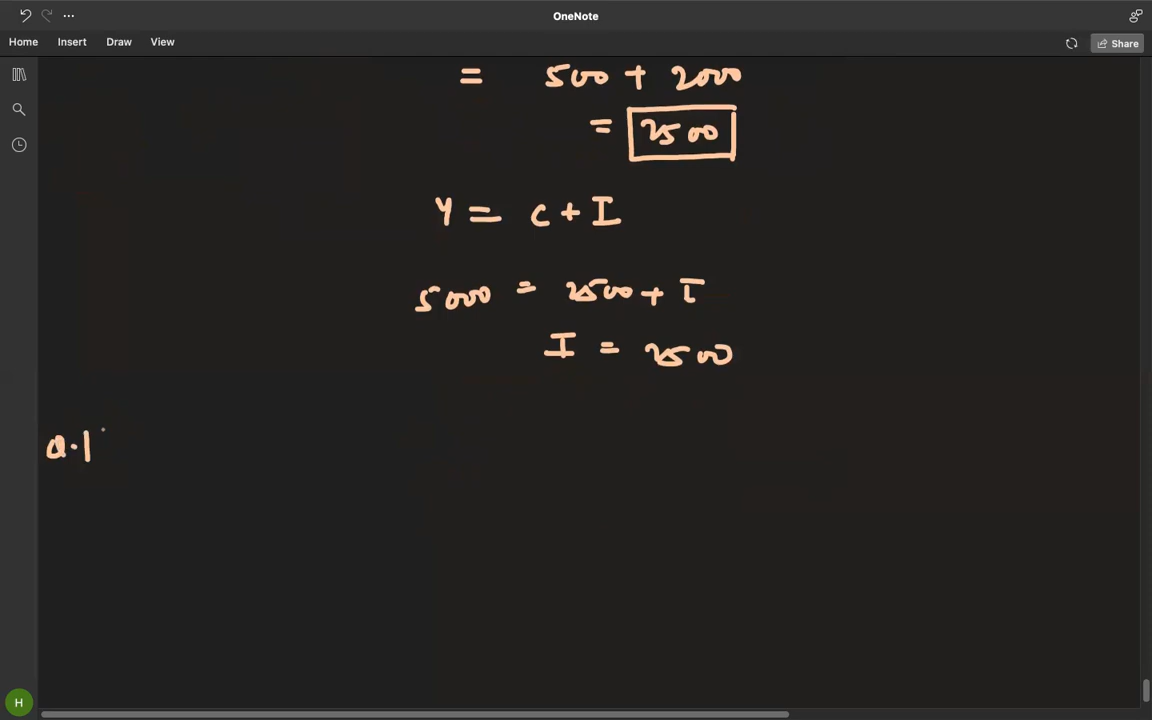 OneNote
Home Insert Draw View Share
= 500 + 2000
= 2500
Y = C + I
5000 = 2500 + I
I = 2500
Q.1
H